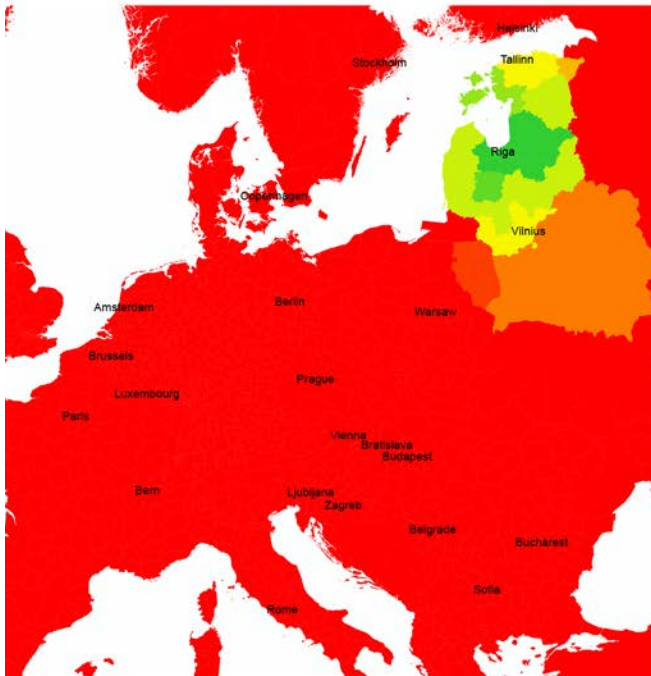 Helsinki
Tallinn
Stockholm
Riga
Coppenhagen
Vilnius
Amsterdam
Berlin
Warsaw
Brussels
Prague
Luxembourg
Paris
Vienna
Bratislava
Budapest
Bern
Ljubljana
Zagreb
Belgrade
Bucharest
Sofia
Rome